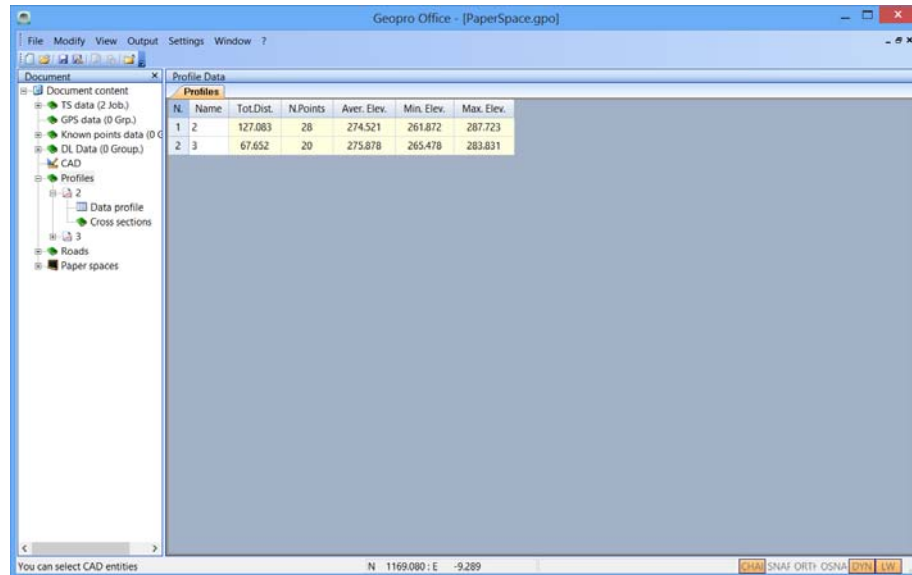 Geopro Office - [PaperSpace.gpo]
File Modify View Output Settings Window ?
Document
Profile Data
Document content
Profiles
TS data (2 Job.)
GPS data (0 Grp.)
Known points data (0 G
DL Data (0 Group.)
CAD
Profiles
2
Data profile
Cross sections
3
Roads
Paper spaces
N. Name Tot.Dist. N.Points Aver. Elev. Min. Elev. Max. Elev.
1 2 127.083 28 274.521 261.872 287.723
2 3 67.652 20 275.878 265.478 283.831
You can select CAD entities N 1169.080 : E -9.289 CHAI SNAF ORTH OSNA DYN LW